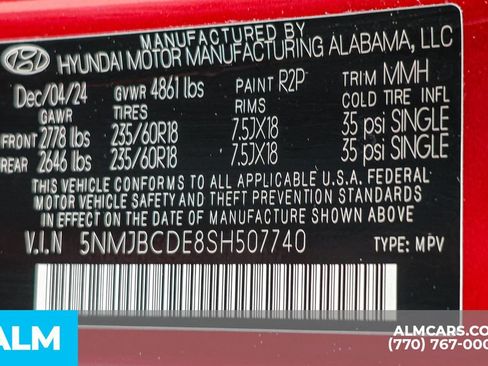 MANUFACTURED BY
HYUNDAI MOTOR MANUFACTURING ALABAMA, LLC
Dec/04/24 GVWR 4861 lbs PAINT R2P TRIM MMH
GAWR TIRES RIMS COLD TIRE INFL
FRONT 2778 lbs 235/60R18 7.5JX18 35 psi SINGLE
REAR 2646 lbs 235/60R18 7.5JX18 35 psi SINGLE
THIS VEHICLE CONFORMS TO ALL APPLICABLE U.S.A. FEDERAL
MOTOR VEHICLE SAFETY, BUMPER, AND THEFT PREVENTION STANDARDS
IN EFFECT ON THE DATE OF MANUFACTURE SHOWN ABOVE.
V.I.N 5NMJBCDE8SH507740 TYPE: MPV
ALM
ALMCARS.CO
(770) 767-000